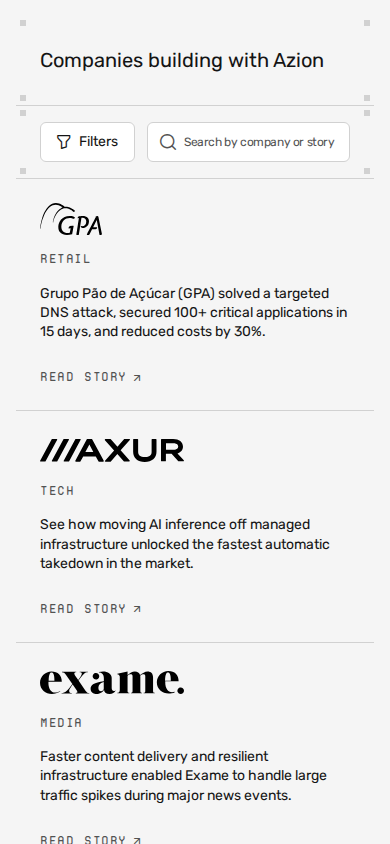 Companies building with Azion
Filters
Search by company or story
GPA
RETAIL
Grupo Pão de Açúcar (GPA) solved a targeted
DNS attack, secured 100+ critical applications in
15 days, and reduced costs by 30%.
READ STORY ↗
///AXUR
TECH
See how moving AI inference off managed
infrastructure unlocked the fastest automatic
takedown in the market.
READ STORY ↗
exame.
MEDIA
Faster content delivery and resilient
infrastructure enabled Exame to handle large
traffic spikes during major news events.
READ STORY ↗